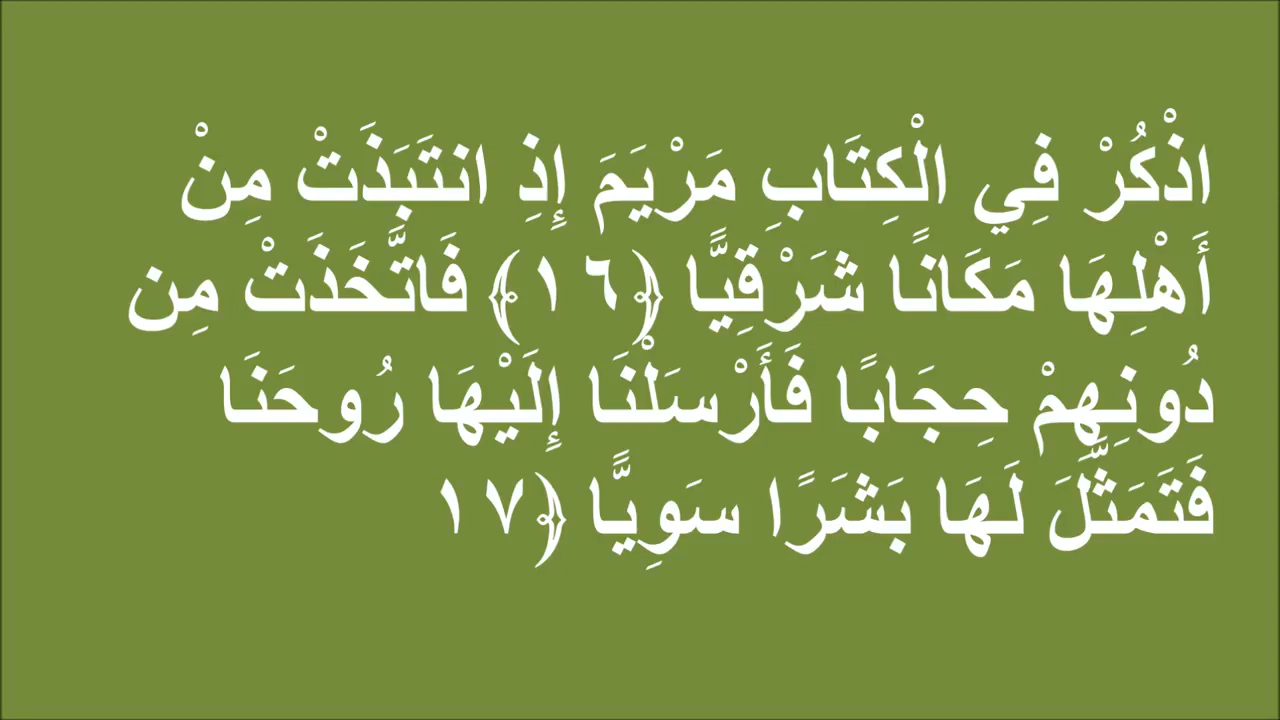 اذْكُرْ فِي الْكِتَابِ مَرْيَمَ إِذِ انتَبَذَتْ مِنْ
أَهْلِهَا مَكَانًا شَرْقِيًّا ﴿١٦﴾ فَاتَّخَذَتْ مِن
دُونِهِمْ حِجَابًا فَأَرْسَلْنَا إِلَيْهَا رُوحَنَا
فَتَمَثَّلَ لَهَا بَشَرًا سَوِيًّا ﴿١٧